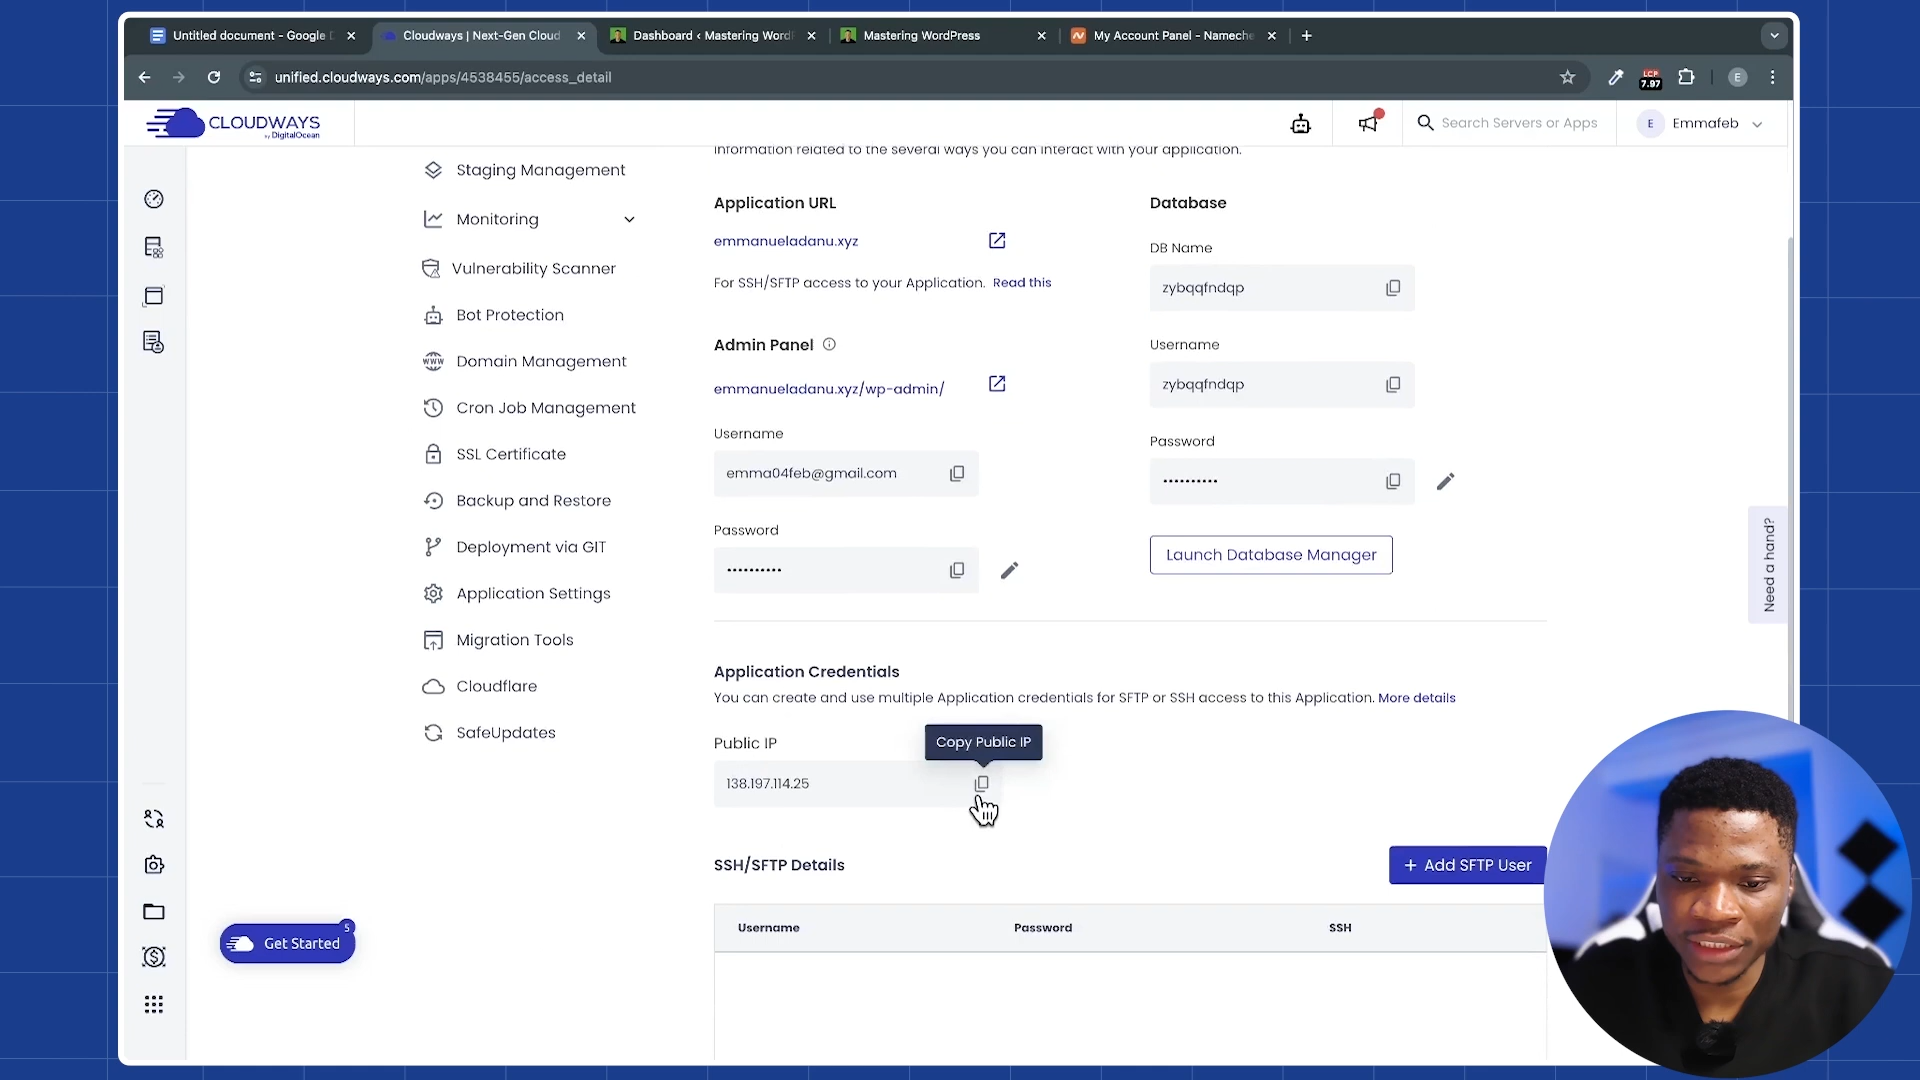 Untitled document - Google D
Cloudways | Next-Gen Cloud
Dashboard ‹ Mastering WordP
Mastering WordPress
My Account Panel - Nameche
unified.cloudways.com/apps/4538455/access_detail
LCP
7.97
E
CLOUDWAYS
by DigitalOcean
Search Servers or Apps
E
Emmafeb
Information related to the several ways you can interact with your application.
Staging Management
Monitoring
Vulnerability Scanner
Bot Protection
WWW
Domain Management
Cron Job Management
SSL Certificate
Backup and Restore
Deployment via GIT
Application Settings
Migration Tools
Cloudflare
SafeUpdates
5
Get Started
Application URL
emmanueladanu.xyz
For SSH/SFTP access to your Application. Read this
Admin Panel
emmanueladanu.xyz/wp-admin/
Username
emma04feb@gmail.com
Password
••••••••••
Database
DB Name
zybqqfndqp
Username
zybqqfndqp
Password
••••••••••
Launch Database Manager
Need a hand?
Application Credentials
You can create and use multiple Application credentials for SFTP or SSH access to this Application. More details
Public IP
Copy Public IP
138.197.114.25
SSH/SFTP Details
+ Add SFTP User
Username
Password
SSH